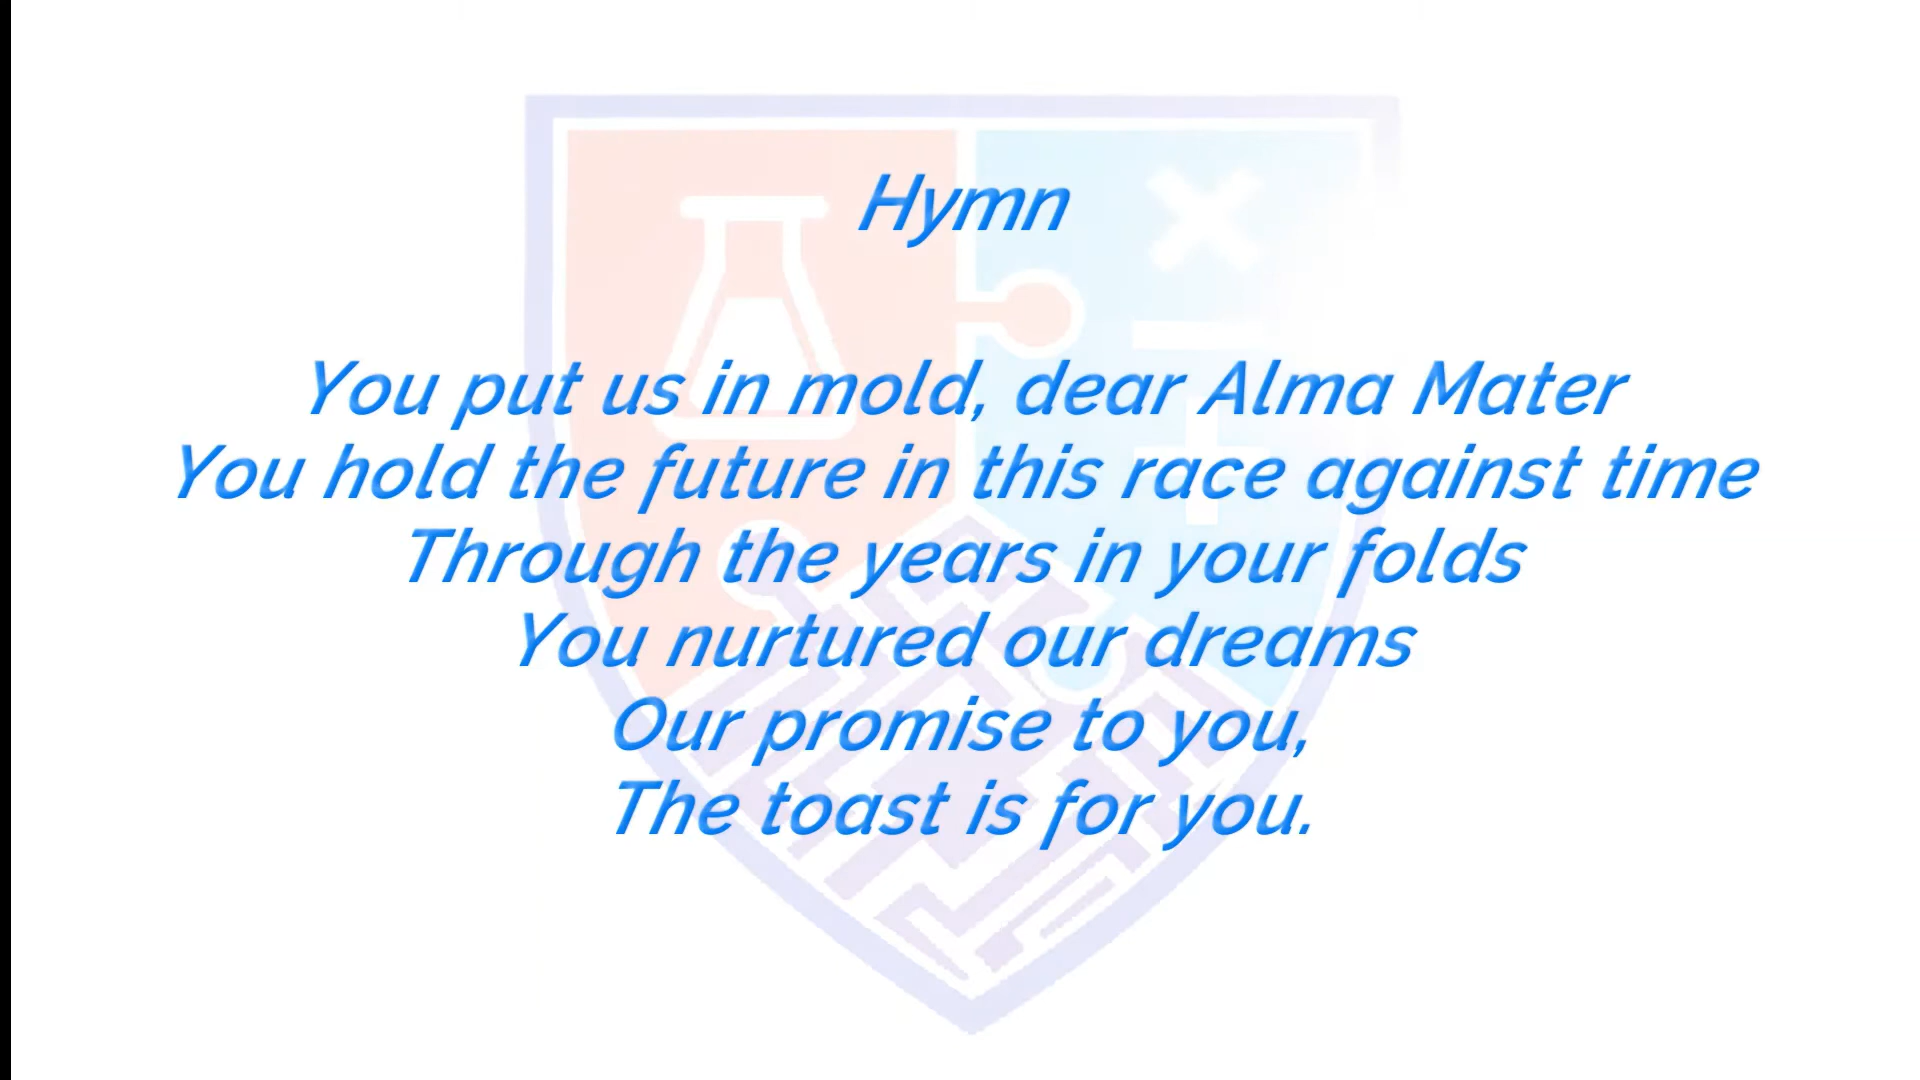 Hymn
You put us in mold, dear Alma Mater
You hold the future in this race against time
Through the years in your folds
You nurtured our dreams
Our promise to you,
The toast is for you.